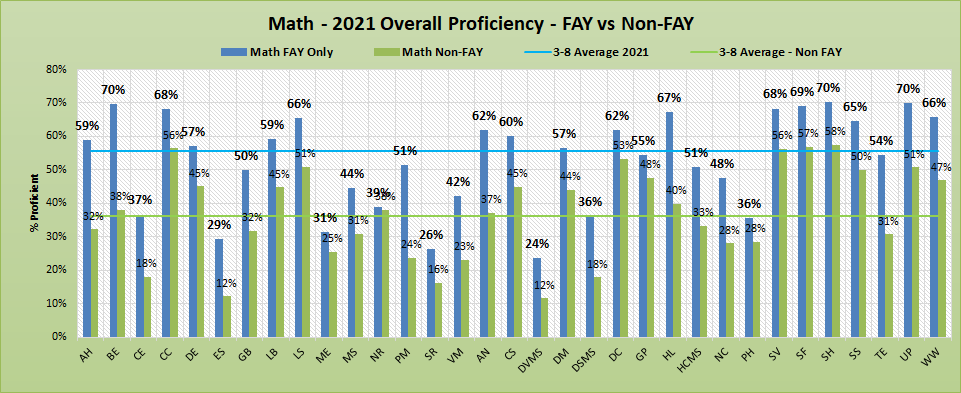 Math - 2021 Overall Proficiency - FAY vs Non-FAY
Math FAY Only Math Non-FAY 3-8 Average 2021 3-8 Average - Non FAY
% Proficient
80%
70%
60%
50%
40%
30%
20%
10%
0%
59% 70% 37% 68% 57% 29% 50% 59% 66% 31% 44% 39% 51% 26% 42% 62% 60% 24% 57% 36% 62% 55% 67% 51% 48% 36% 68% 69% 70% 65% 54% 70% 66%
32% 38% 18% 56% 45% 12% 32% 45% 51% 25% 31% 38% 24% 16% 23% 37% 45% 12% 44% 18% 53% 48% 40% 33% 28% 28% 56% 57% 58% 50% 31% 51% 47%
AH BE CE CC DE ES GB LB LS ME MS NR PM SR VM AN CS DVMS DM DSMS DC GP HL HCMS NC PH SV SF SH SS TE UP WW